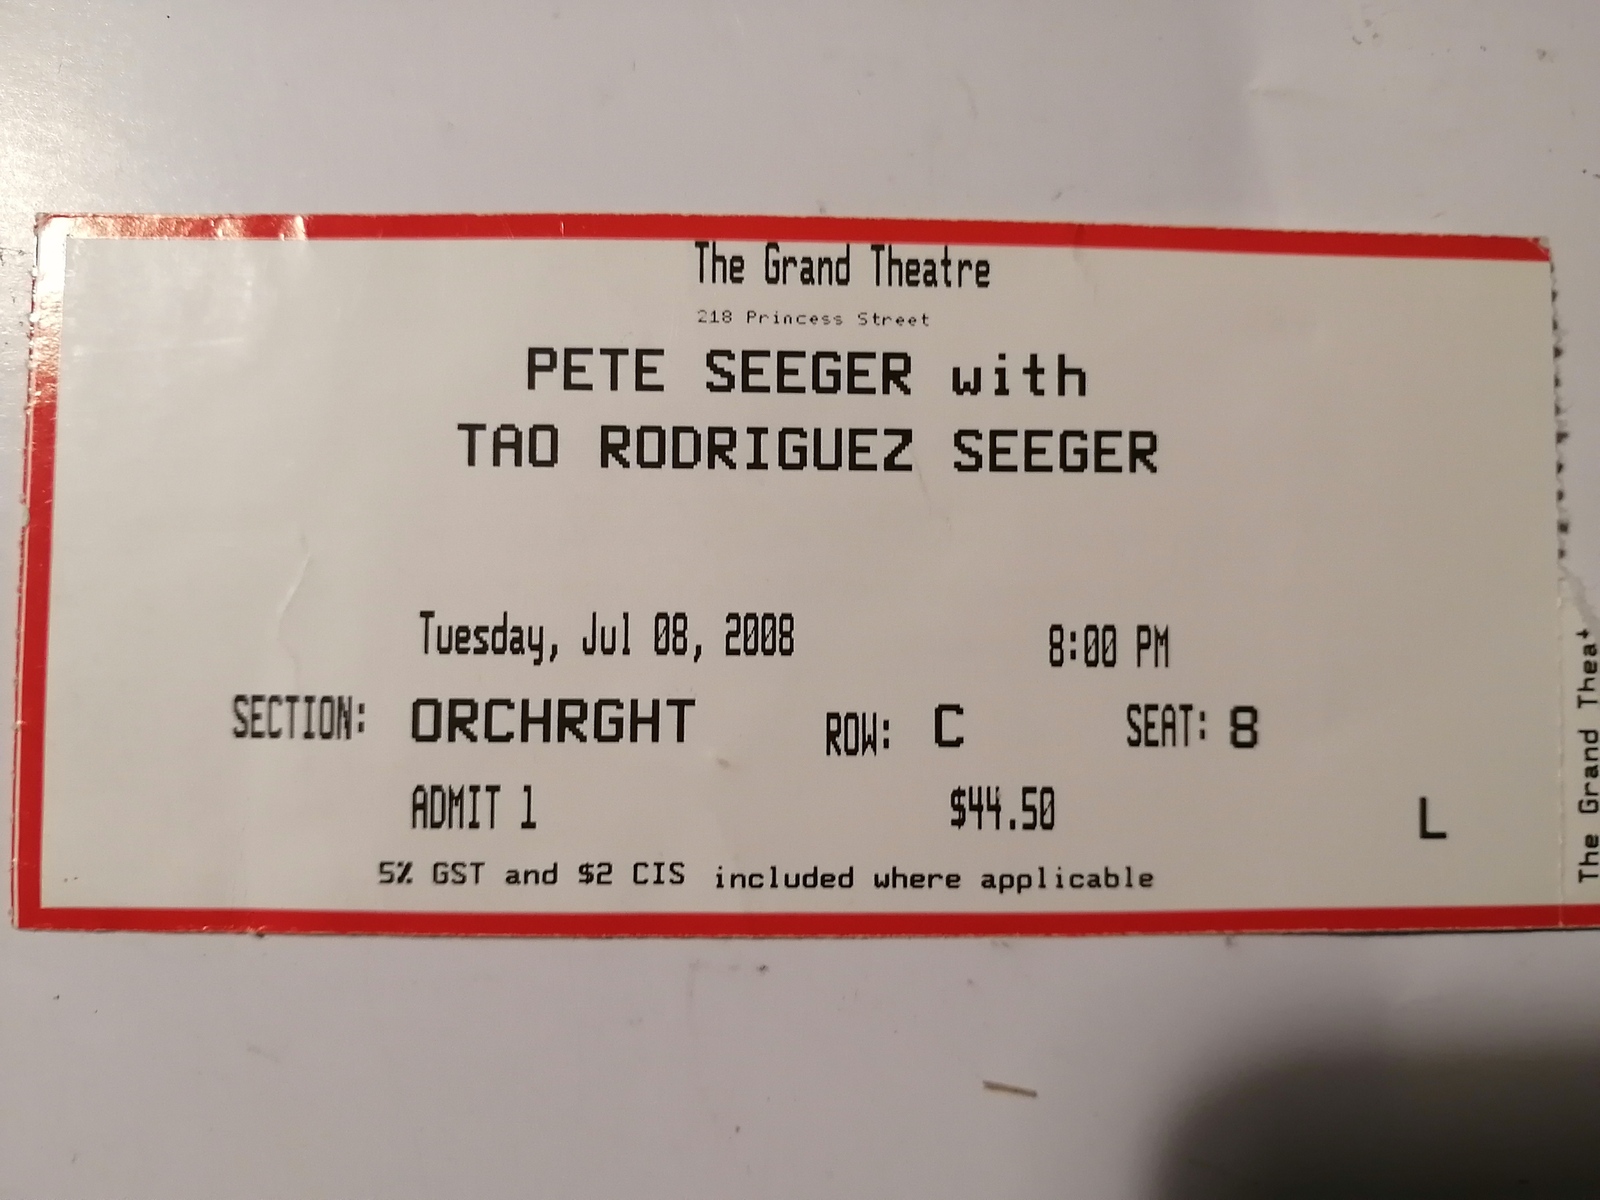 The Grand Theatre
218 Princess Street
PETE SEEGER with
TAO RODRIGUEZ SEEGER
Tuesday, Jul 08, 2008 8:00 PM
SECTION: ORCHRGHT ROW: C SEAT: 8
ADMIT 1 $44.50 L
5% GST and $2 CIS included where applicable
The Grand Theat